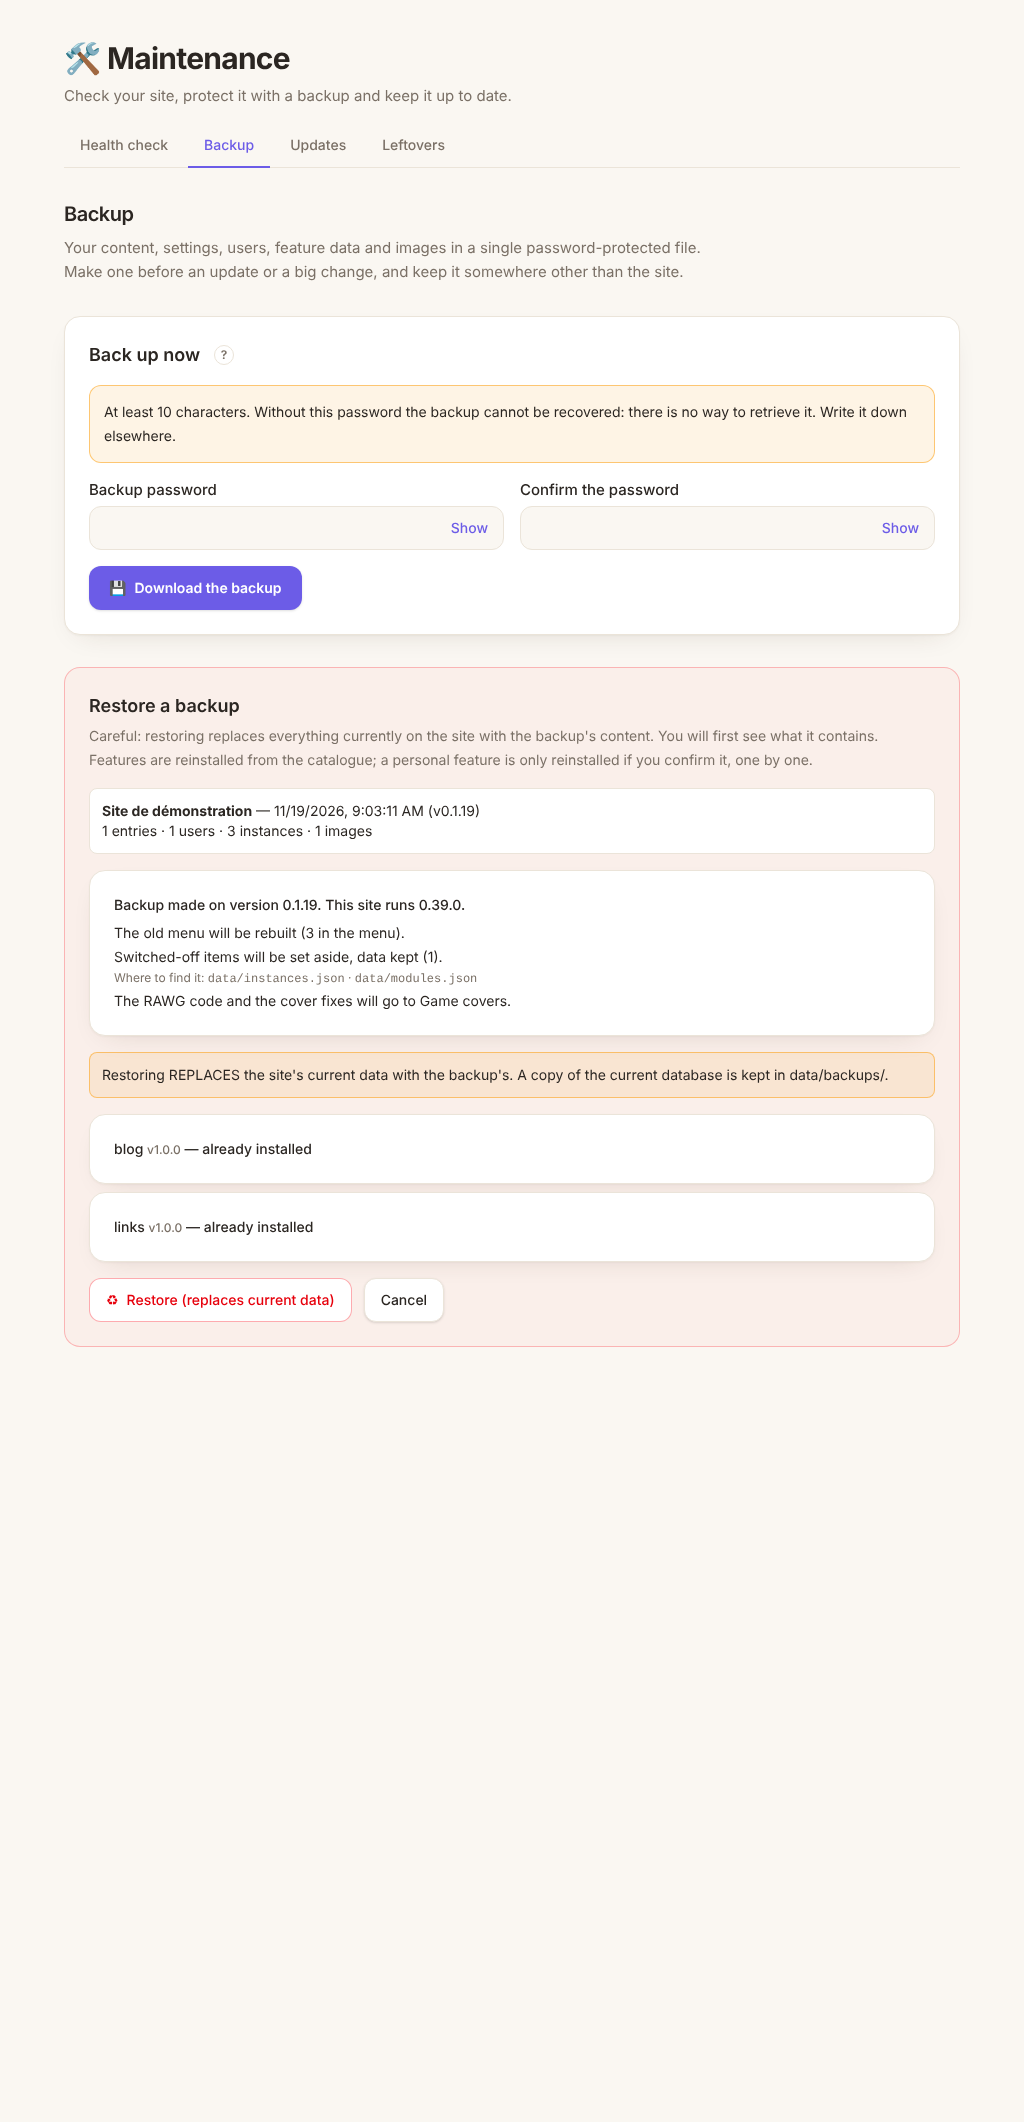 Maintenance
Check your site, protect it with a backup and keep it up to date.
Health check Backup Updates Leftovers
Backup
Your content, settings, users, feature data and images in a single password-protected file.
Make one before an update or a big change, and keep it somewhere other than the site.
Back up now ?
At least 10 characters. Without this password the backup cannot be recovered: there is no way to retrieve it. Write it down
elsewhere.
Backup password Confirm the password
Show Show
Download the backup
Restore a backup
Careful: restoring replaces everything currently on the site with the backup's content. You will first see what it contains.
Features are reinstalled from the catalogue; a personal feature is only reinstalled if you confirm it, one by one.
Site de démonstration — 11/19/2026, 9:03:11 AM (v0.1.19)
1 entries · 1 users · 3 instances · 1 images
Backup made on version 0.1.19. This site runs 0.39.0.
The old menu will be rebuilt (3 in the menu).
Switched-off items will be set aside, data kept (1).
Where to find it: data/instances.json · data/modules.json
The RAWG code and the cover fixes will go to Game covers.
Restoring REPLACES the site's current data with the backup's. A copy of the current database is kept in data/backups/.
blog v1.0.0 — already installed
links v1.0.0 — already installed
Restore (replaces current data) Cancel